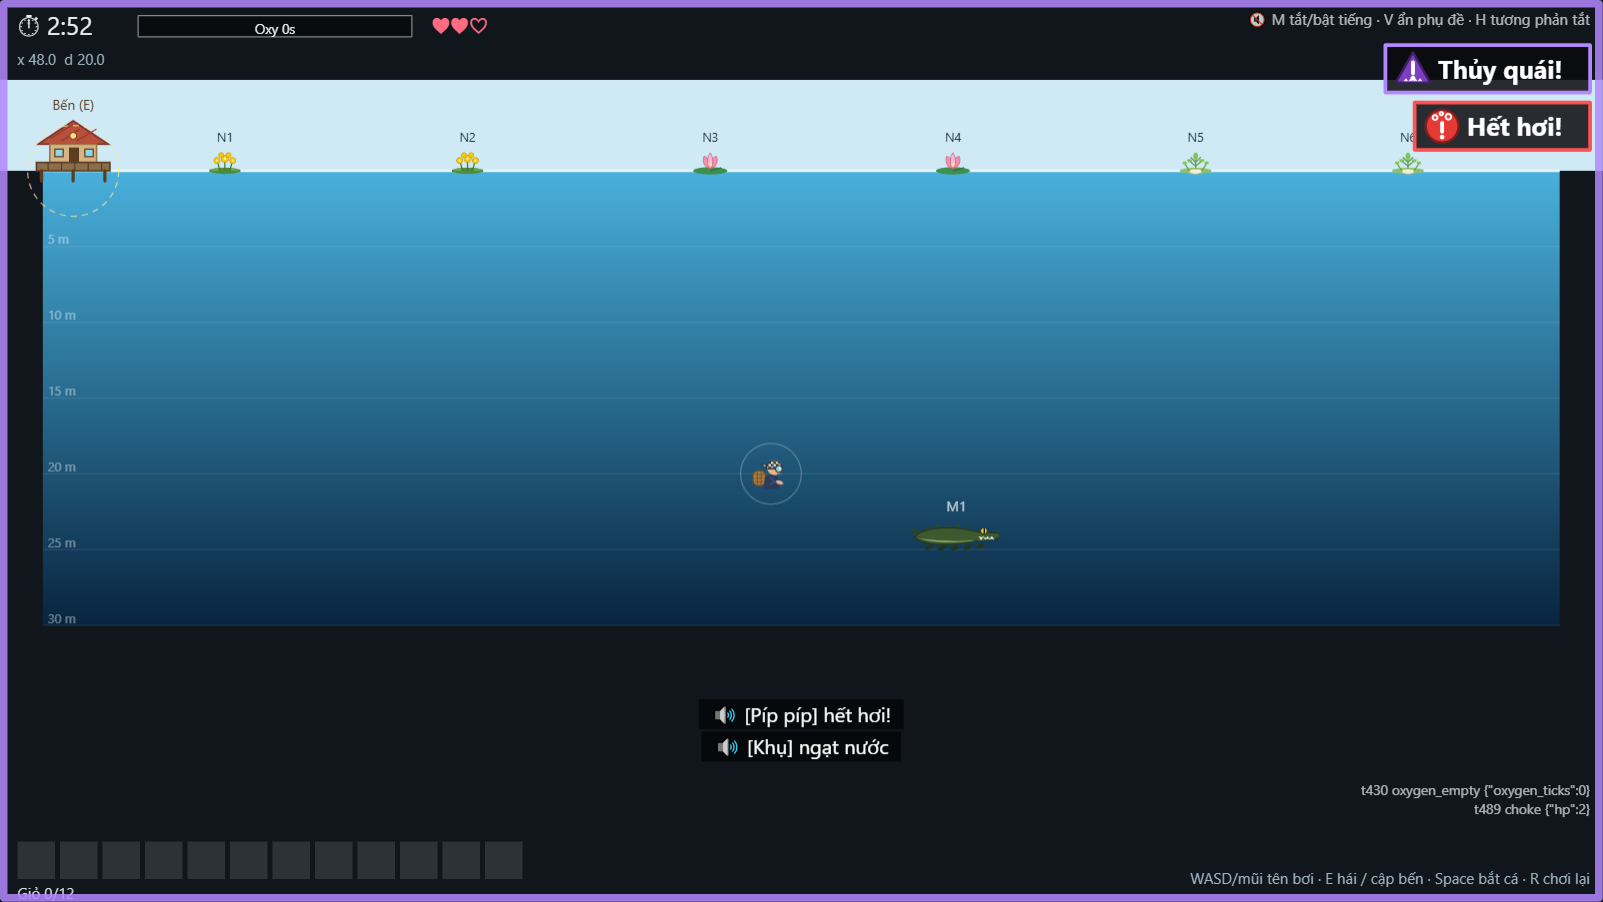 2:52
Oxy 0s
M tắt/bật tiếng · V ẩn phụ đề · H tương phản tắt
x 48.0 d 20.0
Thủy quái!
Hết hơi!
Bến (E)
N1 N2 N3 N4 N5 N6
5 m
10 m
15 m
20 m
M1
25 m
30 m
[Píp píp] hết hơi!
[Khụ] ngạt nước
t430 oxygen_empty {"oxygen_ticks":0}
t489 choke {"hp":2}
WASD/mũi tên bơi · E hái / cập bến · Space bắt cá · R chơi lại
Giỏ 0/12